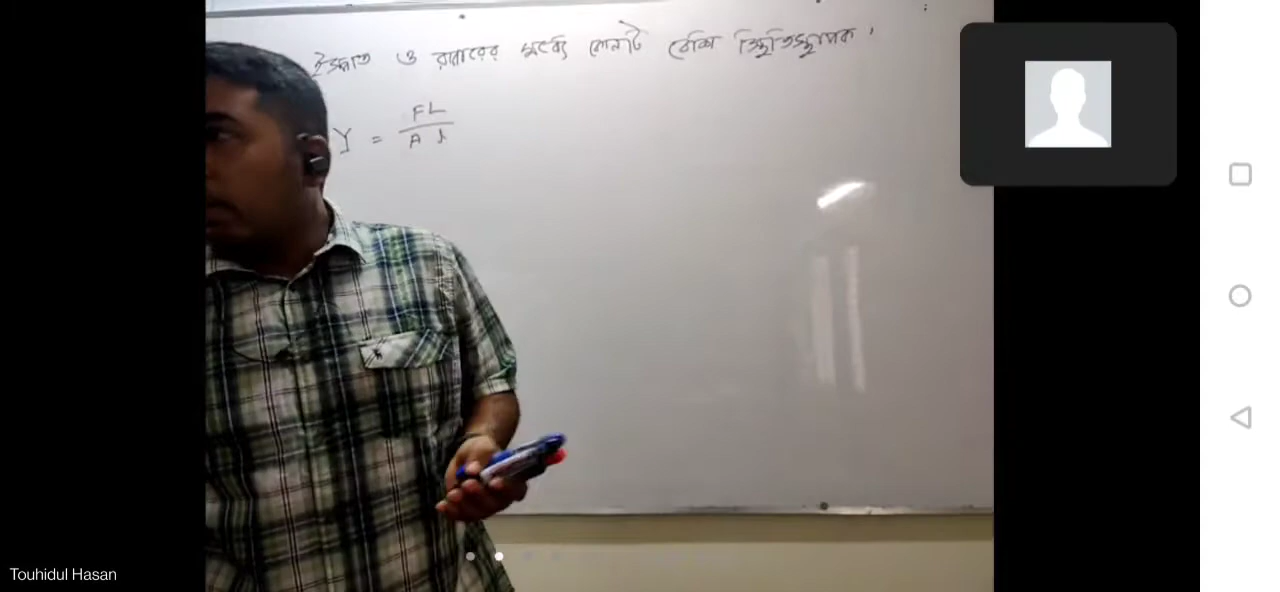 ইস্পাত ও রাবারের মধ্যে কোনটি বেশি স্থিতিস্থাপক ।
Y = FL / A l
Touhidul Hasan